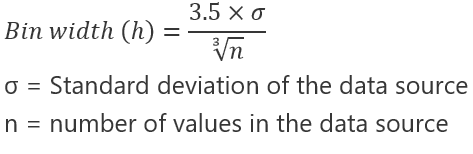 Bin width (h) = 3.5 × σ / ∛n
σ = Standard deviation of the data source
n = number of values in the data source